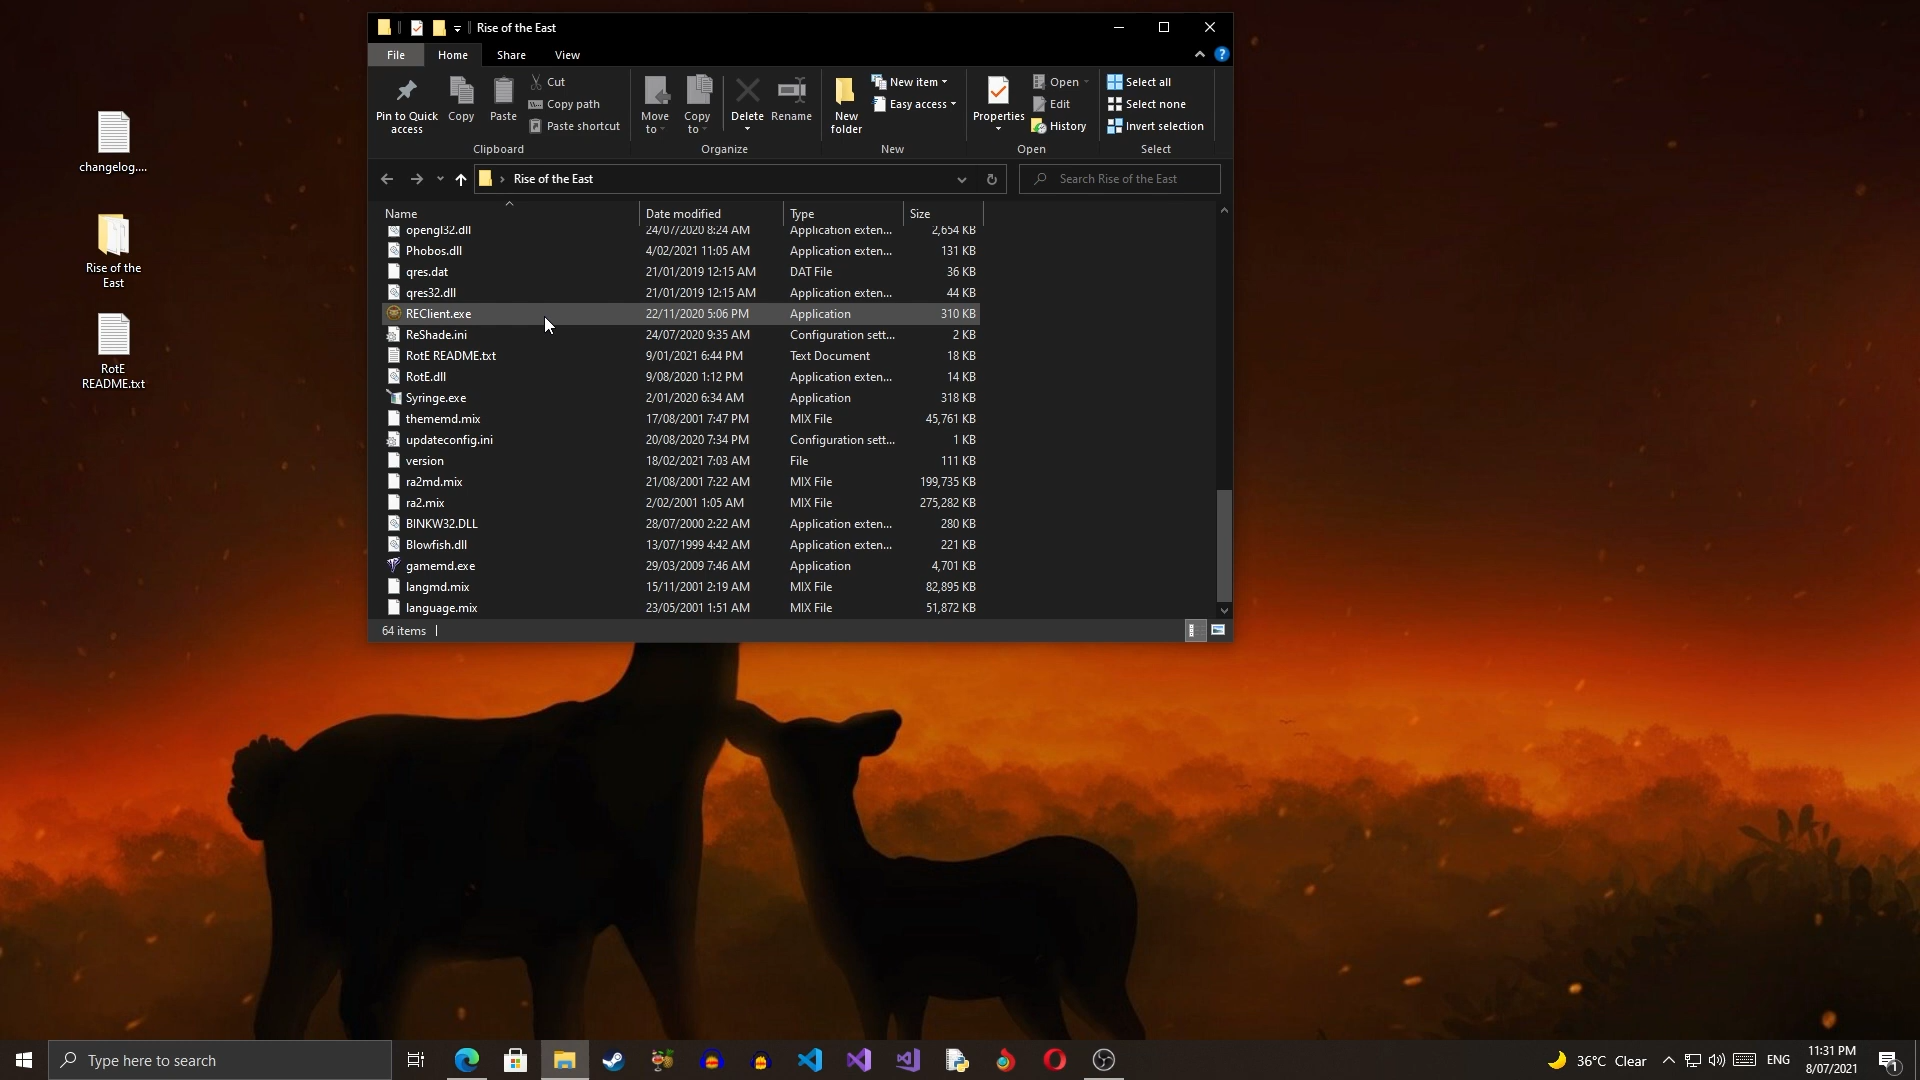 Rise of the East
File Home Share View
Pin to Quick access
Copy
Paste
Cut
Copy path
Paste shortcut
Clipboard
Move to
Copy to
Delete
Rename
Organize
New folder
New item
Easy access
New
Properties
Open
Edit
History
Open
Select all
Select none
Invert selection
Select
Rise of the East
Search Rise of the East
Name Date modified Type Size
opengl32.dll 24/07/2020 8:24 AM Application exten... 2,654 KB
Phobos.dll 4/02/2021 11:05 AM Application exten... 131 KB
qres.dat 21/01/2019 12:15 AM DAT File 36 KB
qres32.dll 21/01/2019 12:15 AM Application exten... 44 KB
REClient.exe 22/11/2020 5:06 PM Application 310 KB
ReShade.ini 24/07/2020 9:35 AM Configuration sett... 2 KB
RotE README.txt 9/01/2021 6:44 PM Text Document 18 KB
RotE.dll 9/08/2020 1:12 PM Application exten... 14 KB
Syringe.exe 2/01/2020 6:34 AM Application 318 KB
thememd.mix 17/08/2001 7:47 PM MIX File 45,761 KB
updateconfig.ini 20/08/2020 7:34 PM Configuration sett... 1 KB
version 18/02/2021 7:03 AM File 111 KB
ra2md.mix 21/08/2001 7:22 AM MIX File 199,735 KB
ra2.mix 2/02/2001 1:05 AM MIX File 275,282 KB
BINKW32.DLL 28/07/2000 2:22 AM Application exten... 280 KB
Blowfish.dll 13/07/1999 4:42 AM Application exten... 221 KB
gamemd.exe 29/03/2009 7:46 AM Application 4,701 KB
langmd.mix 15/11/2001 2:19 AM MIX File 82,895 KB
language.mix 23/05/2001 1:51 AM MIX File 51,872 KB
64 items
changelog....
Rise of the
East
RotE
README.txt
Type here to search
36°C Clear
ENG
11:31 PM
8/07/2021
1